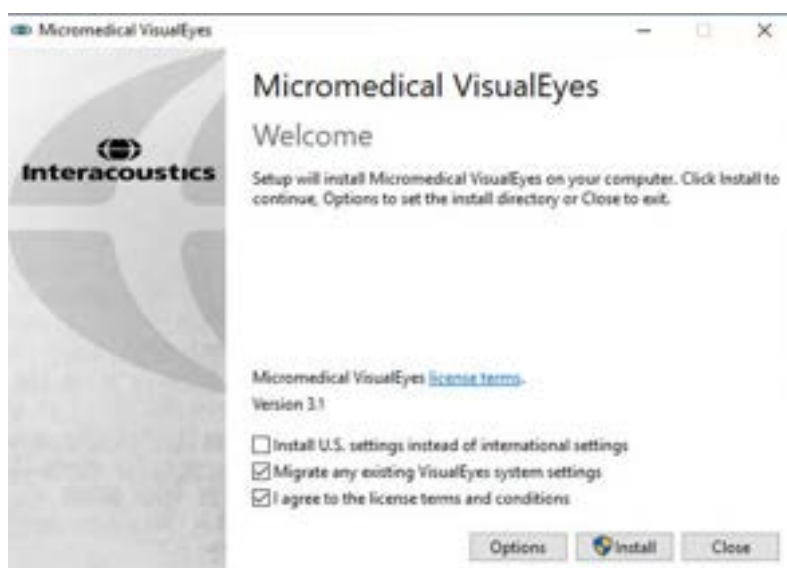 Micromedical VisualEyes
Micromedical VisualEyes
Welcome
Interacoustics
Setup will install Micromedical VisualEyes on your computer. Click Install to
continue, Options to set the install directory or Close to exit.
Micromedical VisualEyes license terms.
Version 3.1
Install U.S. settings instead of international settings
Migrate any existing VisualEyes system settings
I agree to the license terms and conditions
Options
Install
Close